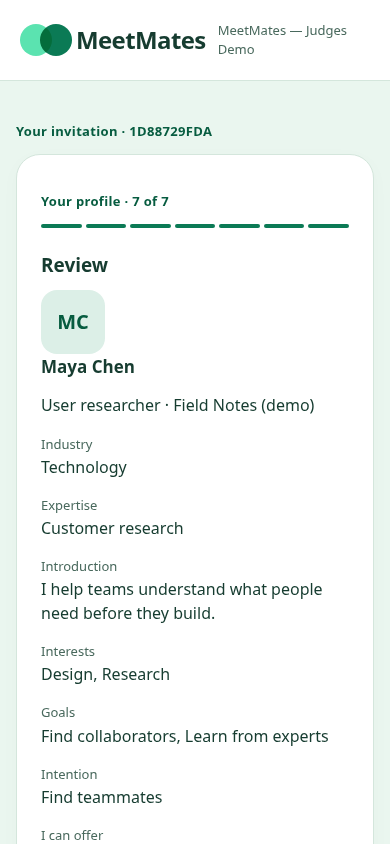 MeetMates
MeetMates — Judges
Demo
Your invitation · 1D88729FDA
Your profile · 7 of 7
Review
MC
Maya Chen
User researcher · Field Notes (demo)
Industry
Technology
Expertise
Customer research
Introduction
I help teams understand what people
need before they build.
Interests
Design, Research
Goals
Find collaborators, Learn from experts
Intention
Find teammates
I can offer